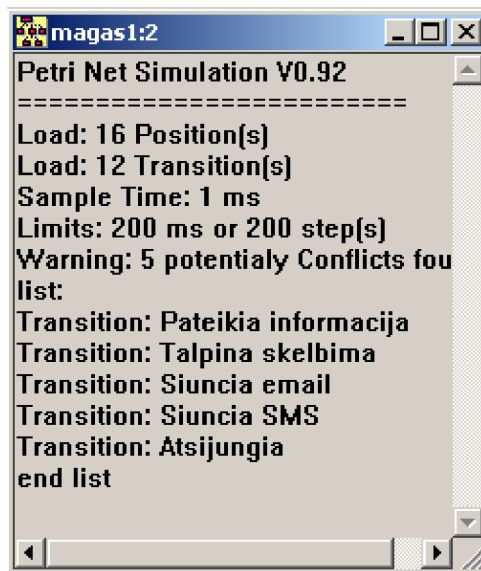 magas1:2
Petri Net Simulation V0.92
=========================
Load: 16 Position(s)
Load: 12 Transition(s)
Sample Time: 1 ms
Limits: 200 ms or 200 step(s)
Warning: 5 potentialy Conflicts fou
list:
Transition: Pateikia informacija
Transition: Talpina skelbima
Transition: Siuncia email
Transition: Siuncia SMS
Transition: Atsijungia
end list